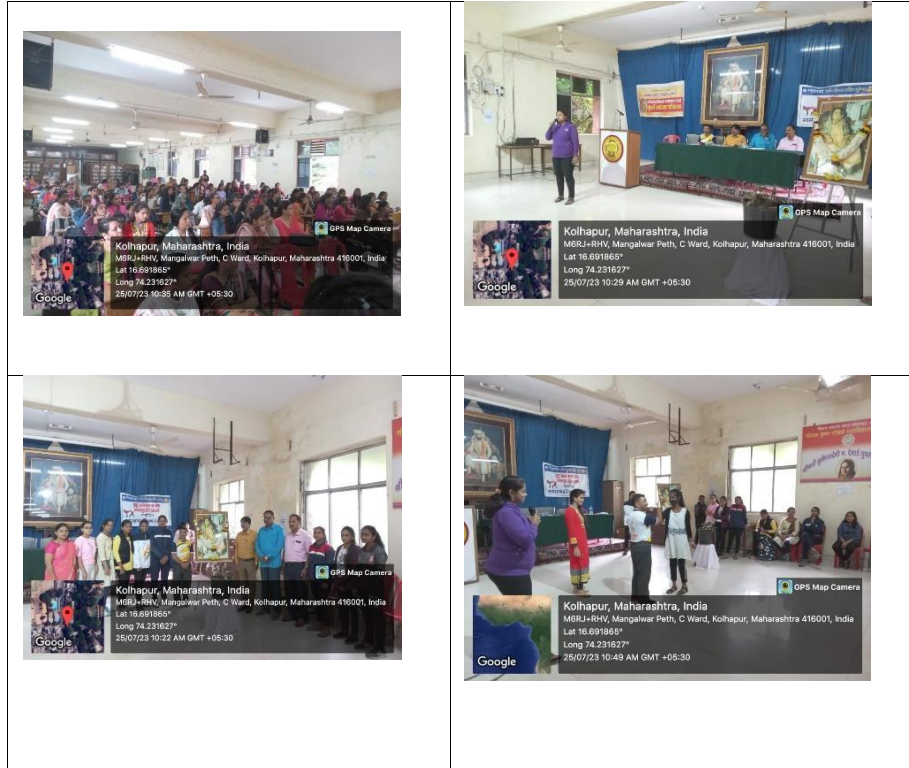 GPS Map Camera
Kolhapur, Maharashtra, India
M6RJ+RHV, Mangalwar Peth, C Ward, Kolhapur, Maharashtra 416001, India
Lat 16.691865°
Long 74.231627°
25/07/23 10:35 AM GMT +05:30
Google
GPS Map Camera
Kolhapur, Maharashtra, India
M6RJ+RHV, Mangalwar Peth, C Ward, Kolhapur, Maharashtra 416001, India
Lat 16.691865°
Long 74.231627°
25/07/23 10:29 AM GMT +05:30
Google
GPS Map Camera
Kolhapur, Maharashtra, India
M6RJ+RHV, Mangalwar Peth, C Ward, Kolhapur, Maharashtra 416001, India
Lat 16.691865°
Long 74.231627°
25/07/23 10:22 AM GMT +05:30
Google
GPS Map Camera
Kolhapur, Maharashtra, India
M6RJ+RHV, Mangalwar Peth, C Ward, Kolhapur, Maharashtra 416001, India
Lat 16.691865°
Long 74.231627°
25/07/23 10:49 AM GMT +05:30
Google